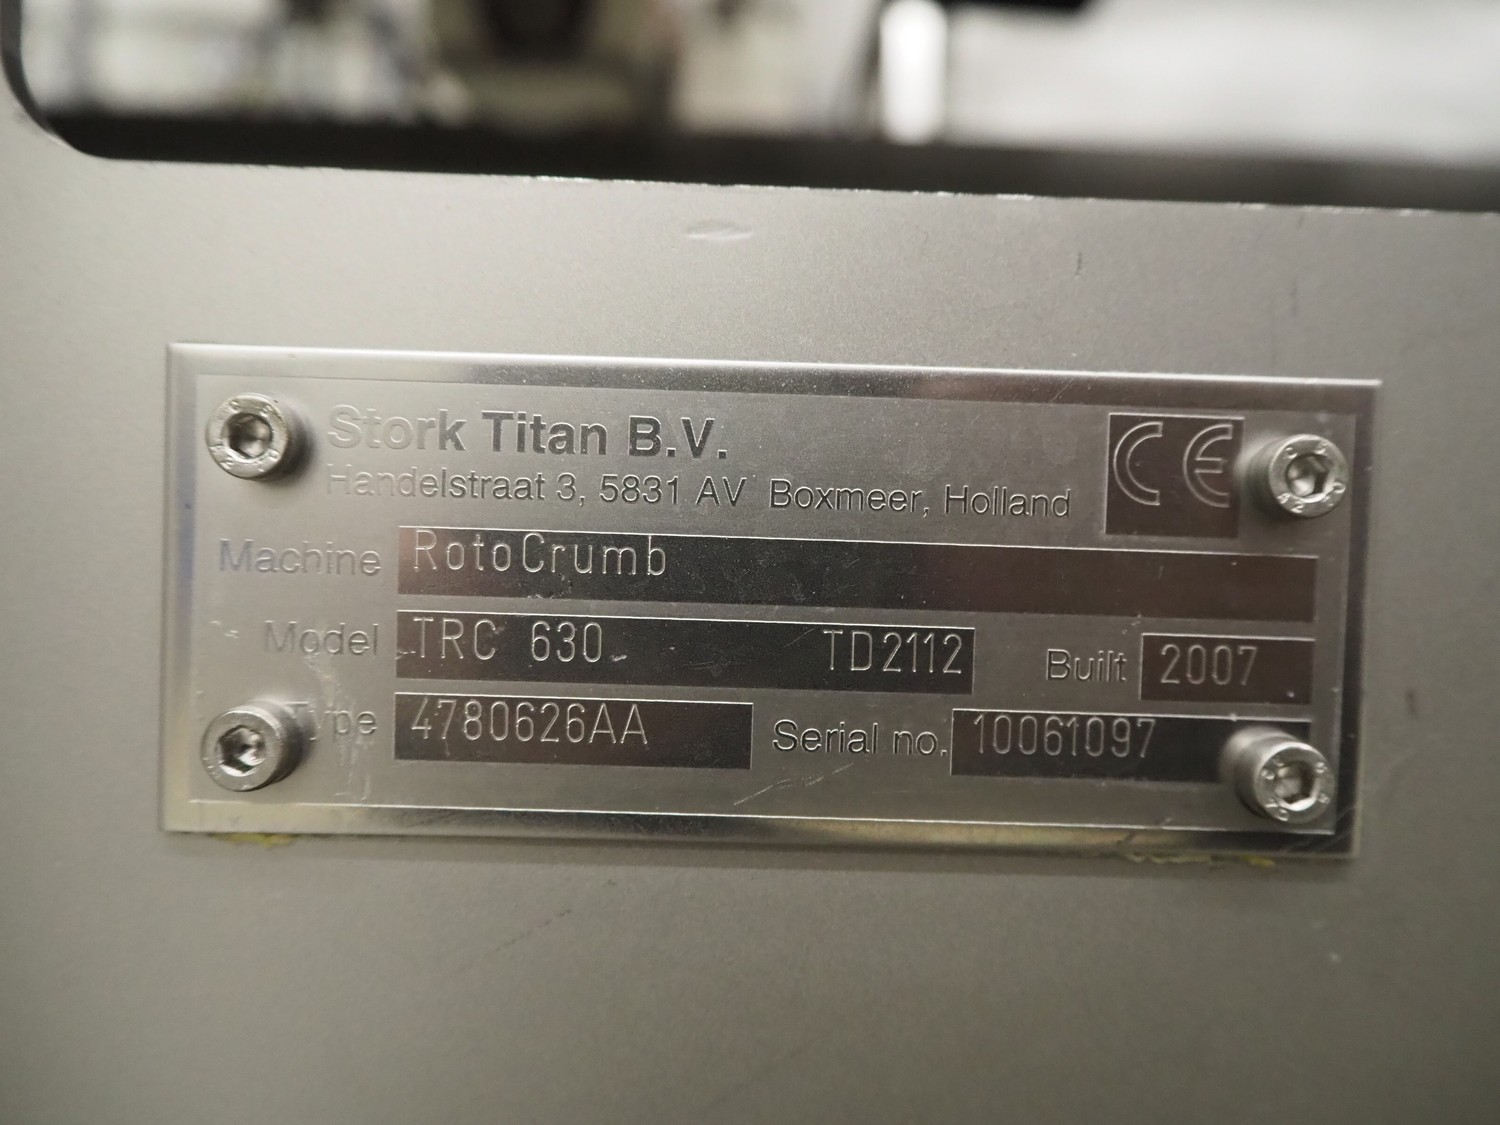 Stork Titan B.V.
Handelstraat 3, 5831 AV Boxmeer, Holland
CE
Machine RotoCrumb
Model TRC 630 TD2112 Built 2007
Type 4780626AA Serial no. 10061097